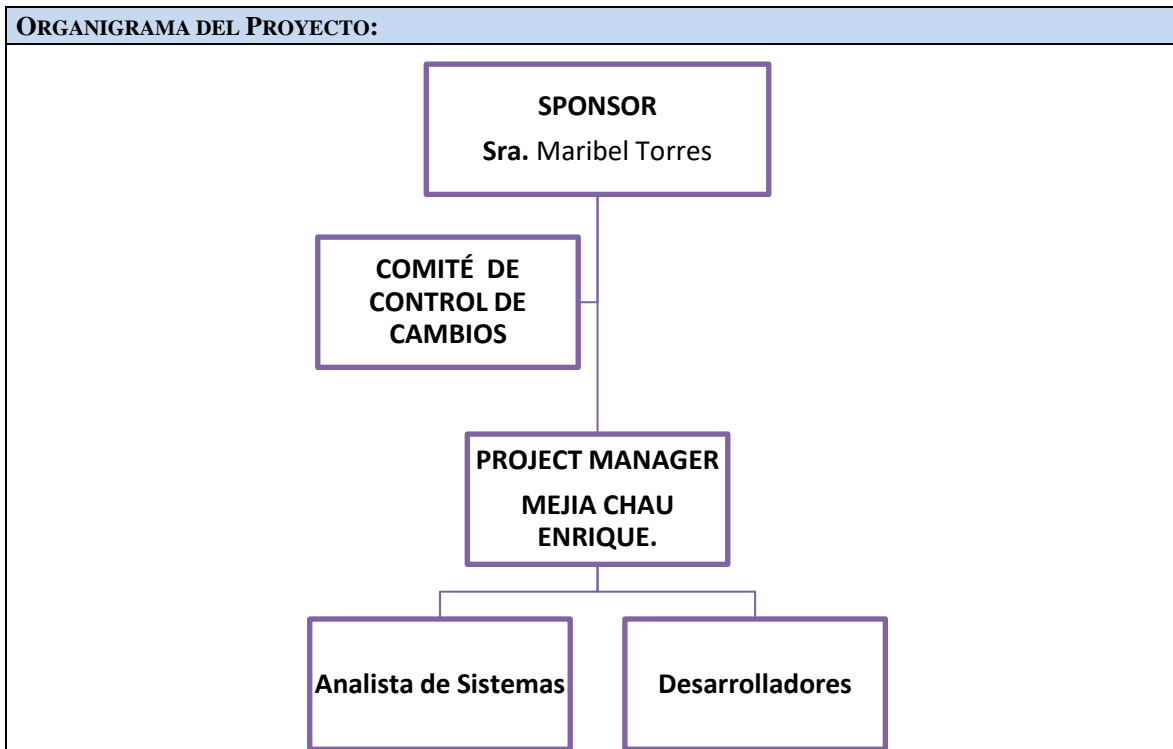 ORGANIGRAMA DEL PROYECTO:
SPONSOR
Sra. Maribel Torres
COMITÉ DE
CONTROL DE
CAMBIOS
PROJECT MANAGER
MEJIA CHAU
ENRIQUE.
Analista de Sistemas
Desarrolladores